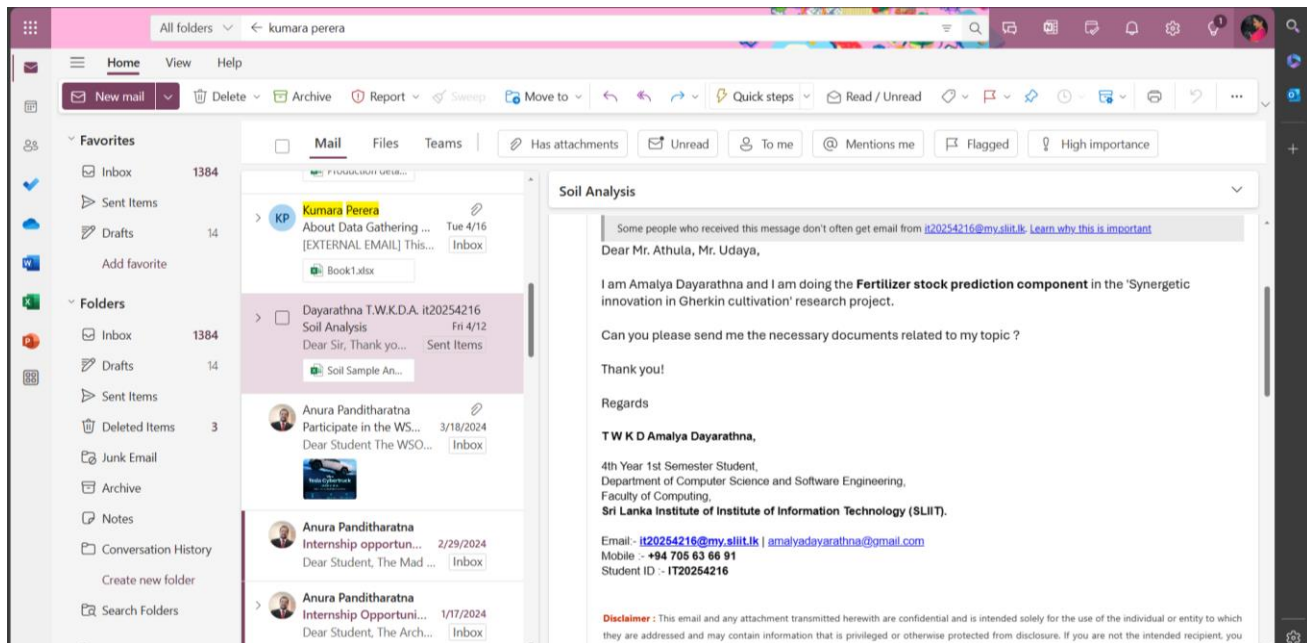 All folders
kumara perera
1
Home View Help
New mail Delete Archive Report Sweep Move to Quick steps Read / Unread
Favorites
Inbox 1384
Sent Items
Drafts 14
Add favorite
Folders
Inbox 1384
Drafts 14
Sent Items
Deleted Items 3
Junk Email
Archive
Notes
Conversation History
Create new folder
Search Folders
Mail Files Teams
Has attachments Unread To me Mentions me Flagged High importance
KP
Kumara Perera
About Data Gathering ... Tue 4/16
[EXTERNAL EMAIL] This... Inbox
Book1.xlsx
Dayarathna T.W.K.D.A. it20254216
Soil Analysis Fri 4/12
Dear Sir, Thank yo... Sent Items
Soil Sample An...
Anura Panditharatna
Participate in the WS... 3/18/2024
Dear Student The WSO... Inbox
Anura Panditharatna
Internship opportun... 2/29/2024
Dear Student, The Mad ... Inbox
Anura Panditharatna
Internship Opportuni... 1/17/2024
Dear Student, The Arch... Inbox
Soil Analysis
Some people who received this message don't often get email from it20254216@my.sliit.lk. Learn why this is important
Dear Mr. Athula, Mr. Udaya,
I am Amalya Dayarathna and I am doing the Fertilizer stock prediction component in the 'Synergetic
innovation in Gherkin cultivation' research project.
Can you please send me the necessary documents related to my topic ?
Thank you!
Regards
T W K D Amalya Dayarathna,
4th Year 1st Semester Student,
Department of Computer Science and Software Engineering,
Faculty of Computing,
Sri Lanka Institute of Institute of Information Technology (SLIIT).
Email:- it20254216@my.sliit.lk | amalyadayarathna@gmail.com
Mobile :- +94 705 63 66 91
Student ID :- IT20254216
Disclaimer : This email and any attachment transmitted herewith are confidential and is intended solely for the use of the individual or entity to which
they are addressed and may contain information that is privileged or otherwise protected from disclosure. If you are not the intended recipient, you